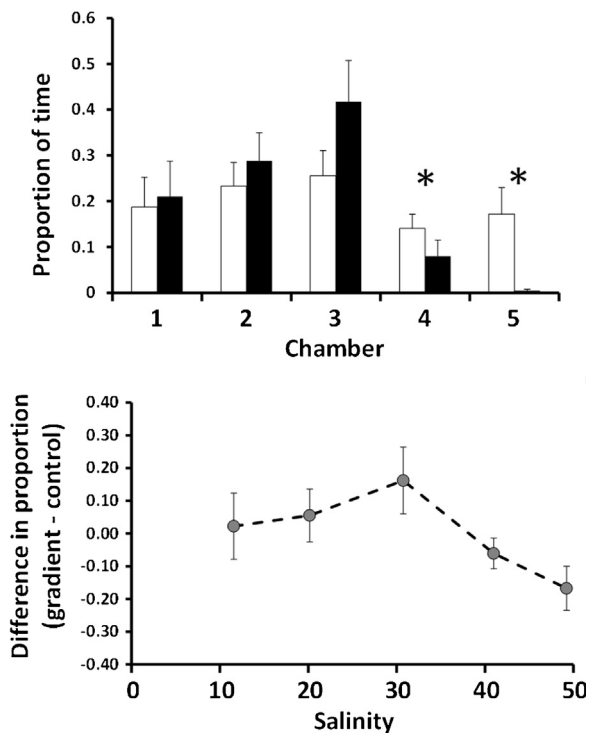 0.6
0.5
0.4
0.3
0.2
0.1
0
Proportion of time
* *
1 2 3 4 5
Chamber
0.40
0.30
0.20
0.10
0.00
-0.10
-0.20
-0.30
-0.40
Difference in proportion
(gradient - control)
0 10 20 30 40 50
Salinity